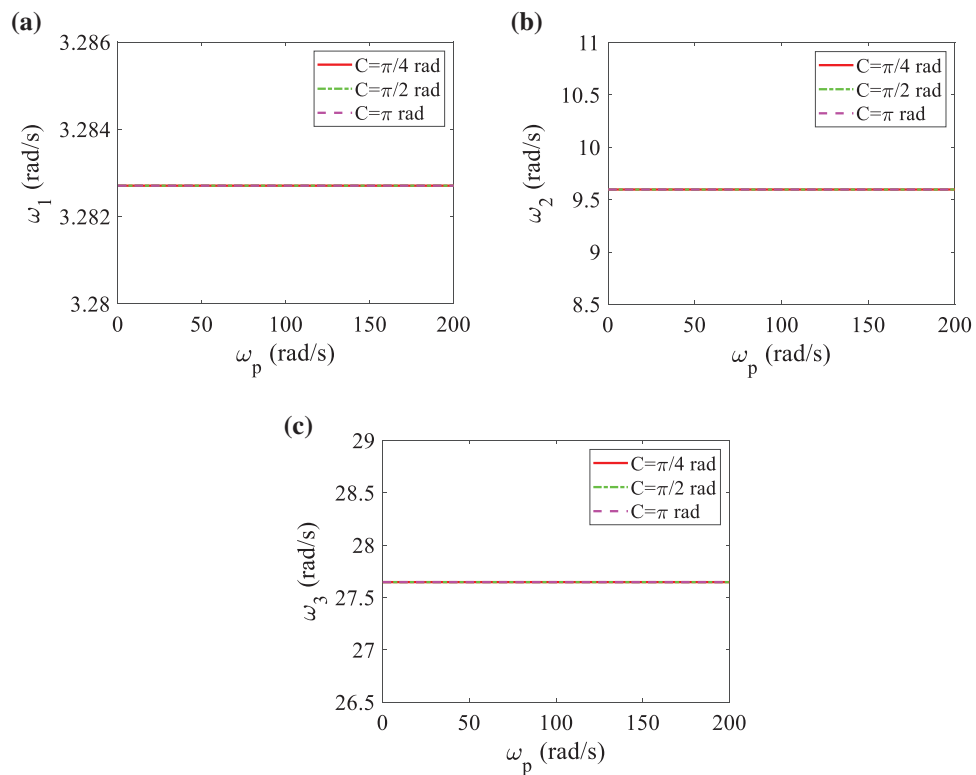 (a)
3.286
3.284
3.282
3.28
ω1 (rad/s)
C=π/4 rad
C=π/2 rad
C=π rad
0 50 100 150 200
ωp (rad/s)
(b)
11
10.5
10
9.5
9
8.5
ω2 (rad/s)
C=π/4 rad
C=π/2 rad
C=π rad
0 50 100 150 200
ωp (rad/s)
(c)
29
28.5
28
27.5
27
26.5
ω3 (rad/s)
C=π/4 rad
C=π/2 rad
C=π rad
0 50 100 150 200
ωp (rad/s)